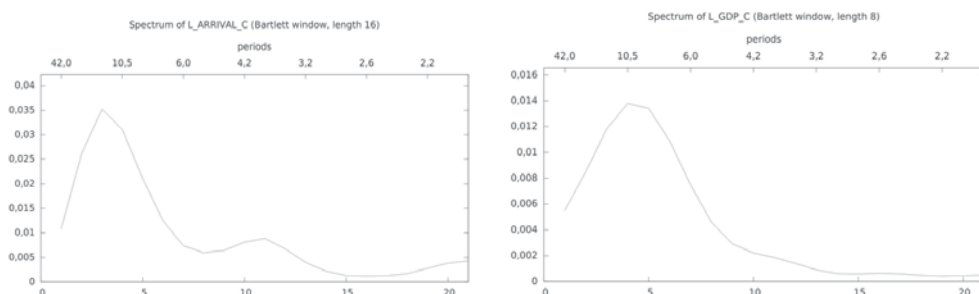 Spectrum of L_ARRIVAL_C (Bartlett window, length 16)
periods
42,0 10,5 6,0 4,2 3,2 2,6 2,2
0,04
0,035
0,03
0,025
0,02
0,015
0,01
0,005
0
0 5 10 15 20
Spectrum of L_GDP_C (Bartlett window, length 8)
periods
42,0 10,5 6,0 4,2 3,2 2,6 2,2
0,016
0,014
0,012
0,01
0,008
0,006
0,004
0,002
0
0 5 10 15 20